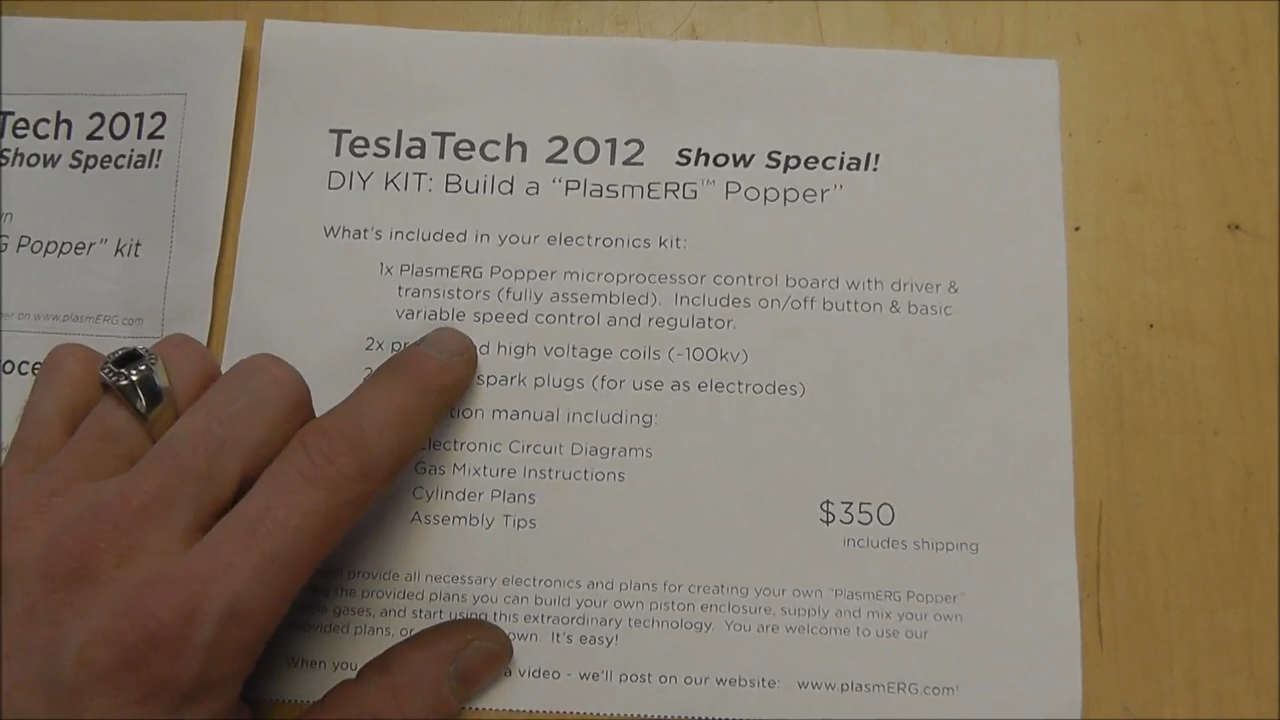 Tech 2012
Show Special!
G Popper" kit
www.plasmERG.com
TeslaTech 2012 Show Special!
DIY KIT: Build a “PlasmERG™ Popper”
What's included in your electronics kit:
1x PlasmERG Popper microprocessor control board with driver &
transistors (fully assembled). Includes on/off button & basic
variable speed control and regulator.
2x high voltage coils (~100kv)
spark plugs (for use as electrodes)
manual including:
Electronic Circuit Diagrams
Gas Mixture Instructions
Cylinder Plans
Assembly Tips
$350
includes shipping
provide all necessary electronics and plans for creating your own “PlasmERG Popper”
the provided plans you can build your own piston enclosure, supply and mix your own
gases, and start using this extraordinary technology. You are welcome to use our
plans, or own. It's easy!
When you a video - we'll post on our website: www.plasmERG.com!